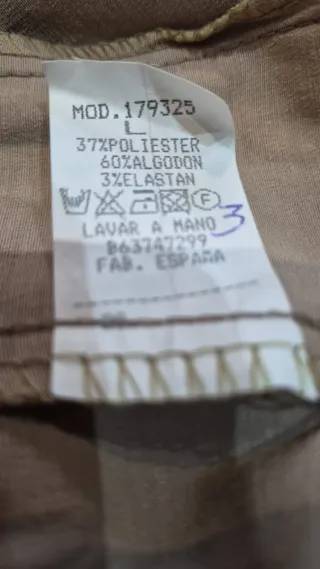 MOD.179325
L
37%POLIESTER
60%ALGODON
3%ELASTAN
F
LAVAR A MANO 3
B63747299
FAB. ESPAÑA